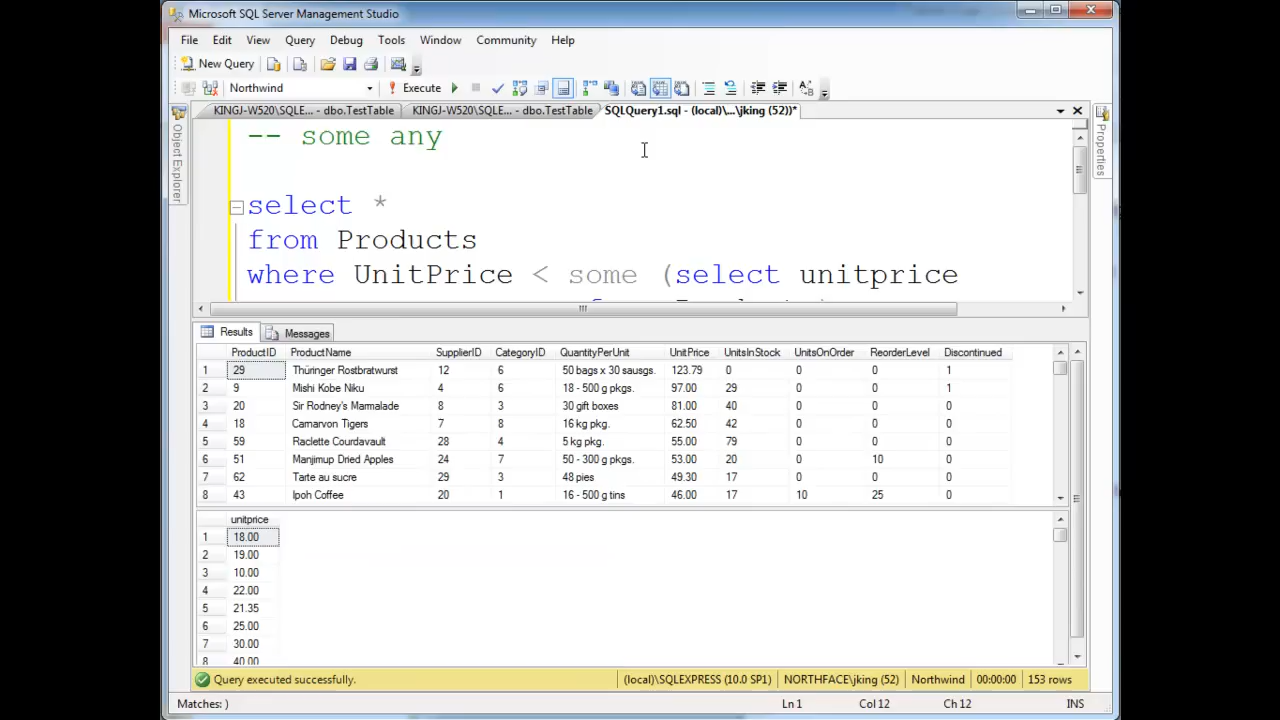 Microsoft SQL Server Management Studio
File Edit View Query Debug Tools Window Community Help
New Query
Northwind Execute
KINGJ-W520\SQLE... - dbo.TestTable KINGJ-W520\SQLE... - dbo.TestTable SQLQuery1.sql - (local)\...\jking (52))*
Object Explorer
Properties
-- some any
select *
from Products
where UnitPrice < some (select unitprice
Results Messages
ProductID ProductName SupplierID CategoryID QuantityPerUnit UnitPrice UnitsInStock UnitsOnOrder ReorderLevel Discontinued
1 29 Thüringer Rostbratwurst 12 6 50 bags x 30 sausgs. 123.79 0 0 0 1
2 9 Mishi Kobe Niku 4 6 18 - 500 g pkgs. 97.00 29 0 0 1
3 20 Sir Rodney's Marmalade 8 3 30 gift boxes 81.00 40 0 0 0
4 18 Carnarvon Tigers 7 8 16 kg pkg. 62.50 42 0 0 0
5 59 Raclette Courdavault 28 4 5 kg pkg. 55.00 79 0 0 0
6 51 Manjimup Dried Apples 24 7 50 - 300 g pkgs. 53.00 20 0 10 0
7 62 Tarte au sucre 29 3 48 pies 49.30 17 0 0 0
8 43 Ipoh Coffee 20 1 16 - 500 g tins 46.00 17 10 25 0
unitprice
1 18.00
2 19.00
3 10.00
4 22.00
5 21.35
6 25.00
7 30.00
8 40.00
Query executed successfully. (local)\SQLEXPRESS (10.0 SP1) NORTHFACE\jking (52) Northwind 00:00:00 153 rows
Matches: ) Ln 1 Col 12 Ch 12 INS